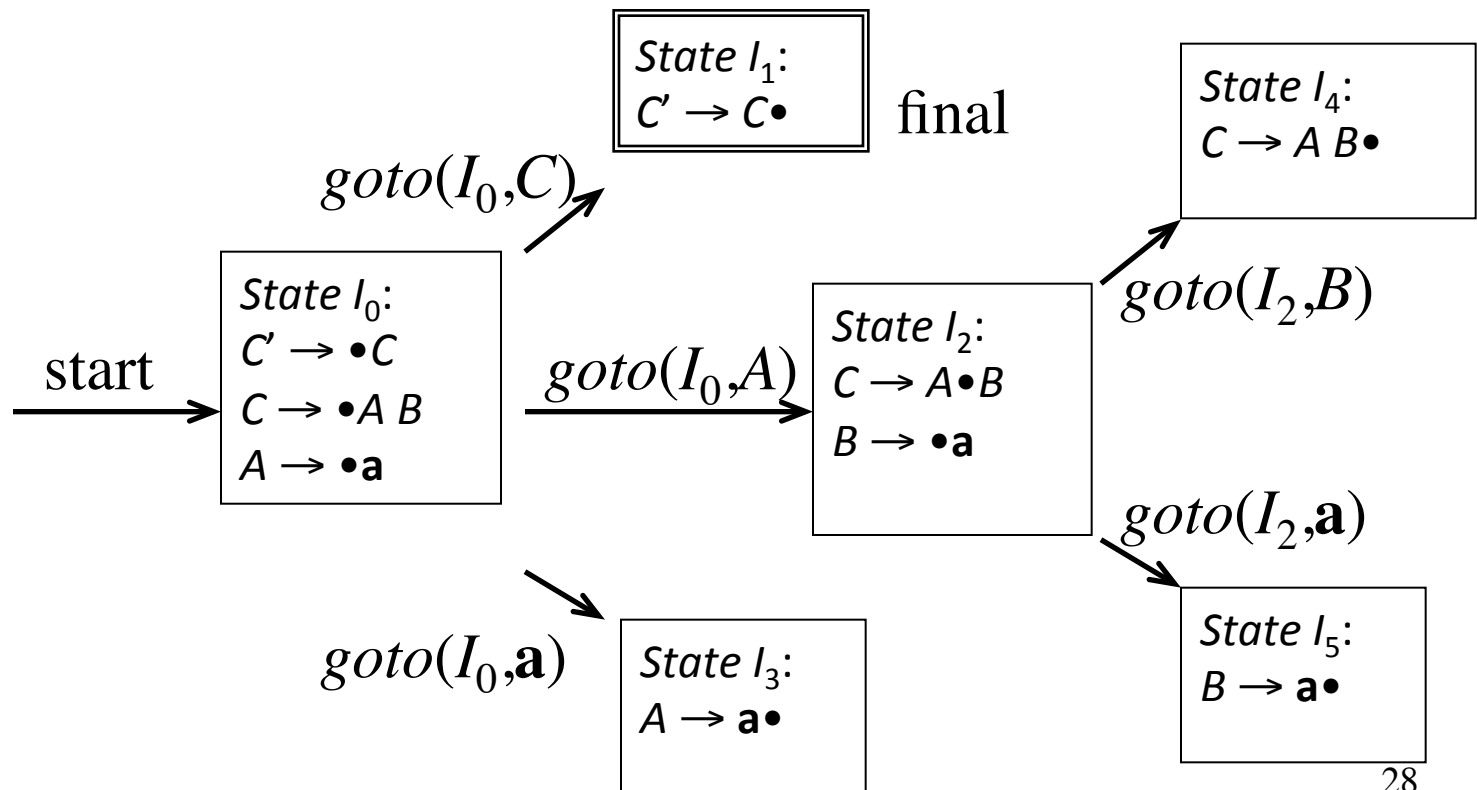 State I₁:
C’ → C•
final
State I₄:
C → A B•
goto(I₀,C)
State I₀:
C’ → •C
C → •A B
A → •a
start
goto(I₀,A)
State I₂:
C → A•B
B → •a
goto(I₂,B)
goto(I₂,a)
goto(I₀,a)
State I₃:
A → a•
State I₅:
B → a•
28